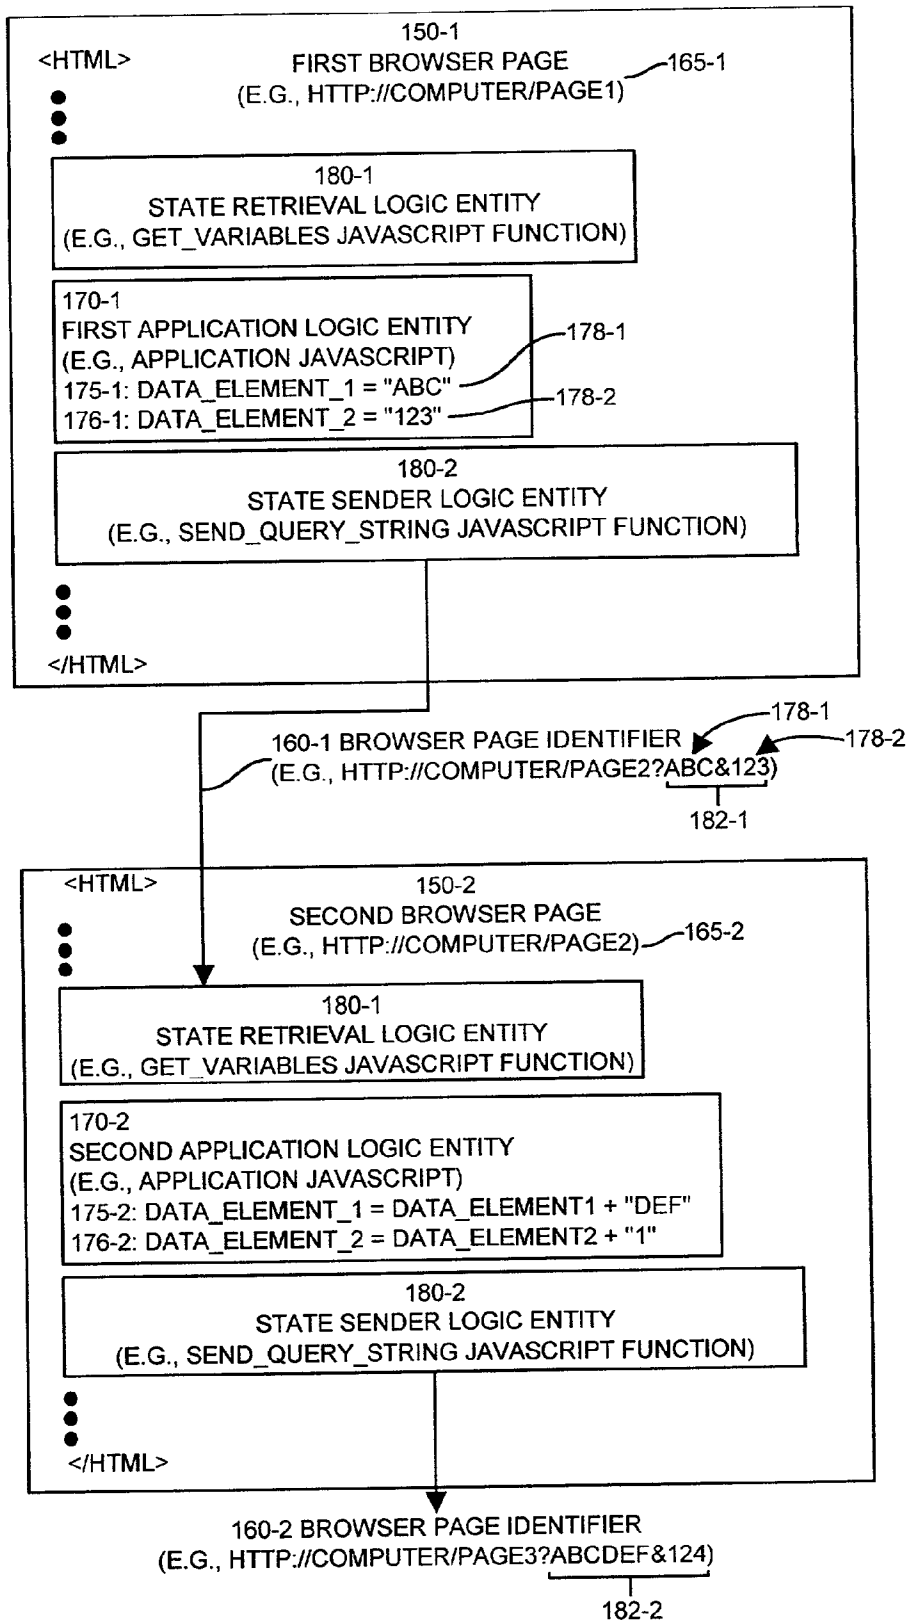 150-1
<HTML>
FIRST BROWSER PAGE
165-1
(E.G., HTTP://COMPUTER/PAGE1)
180-1
STATE RETRIEVAL LOGIC ENTITY
(E.G., GET_VARIABLES JAVASCRIPT FUNCTION)
170-1
FIRST APPLICATION LOGIC ENTITY
(E.G., APPLICATION JAVASCRIPT)
178-1
175-1: DATA_ELEMENT_1 = "ABC"
176-1: DATA_ELEMENT_2 = "123"
178-2
180-2
STATE SENDER LOGIC ENTITY
(E.G., SEND_QUERY_STRING JAVASCRIPT FUNCTION)
</HTML>
178-1
160-1 BROWSER PAGE IDENTIFIER
178-2
(E.G., HTTP://COMPUTER/PAGE2?ABC&123)
182-1
<HTML>
150-2
SECOND BROWSER PAGE
(E.G., HTTP://COMPUTER/PAGE2)
165-2
180-1
STATE RETRIEVAL LOGIC ENTITY
(E.G., GET_VARIABLES JAVASCRIPT FUNCTION)
170-2
SECOND APPLICATION LOGIC ENTITY
(E.G., APPLICATION JAVASCRIPT)
175-2: DATA_ELEMENT_1 = DATA_ELEMENT1 + "DEF"
176-2: DATA_ELEMENT_2 = DATA_ELEMENT2 + "1"
180-2
STATE SENDER LOGIC ENTITY
(E.G., SEND_QUERY_STRING JAVASCRIPT FUNCTION)
</HTML>
160-2 BROWSER PAGE IDENTIFIER
(E.G., HTTP://COMPUTER/PAGE3?ABCDEF&124)
182-2